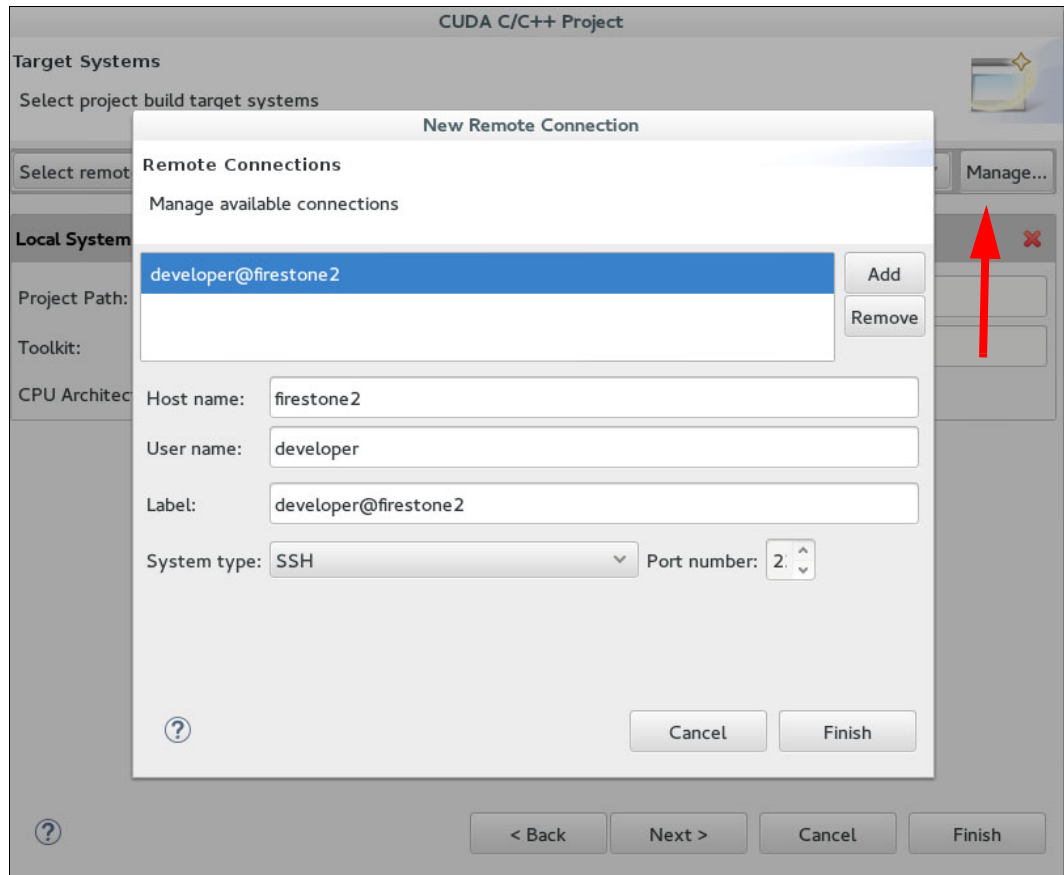 CUDA C/C++ Project
Target Systems
Select project build target systems
New Remote Connection
Remote Connections
Manage available connections
Select remot
Manage...
Local System
developer@firestone2
Add
Remove
Project Path:
Toolkit:
CPU Architec
Host name: firestone2
User name: developer
Label: developer@firestone2
System type: SSH Port number: 2
? Cancel Finish
? < Back Next > Cancel Finish